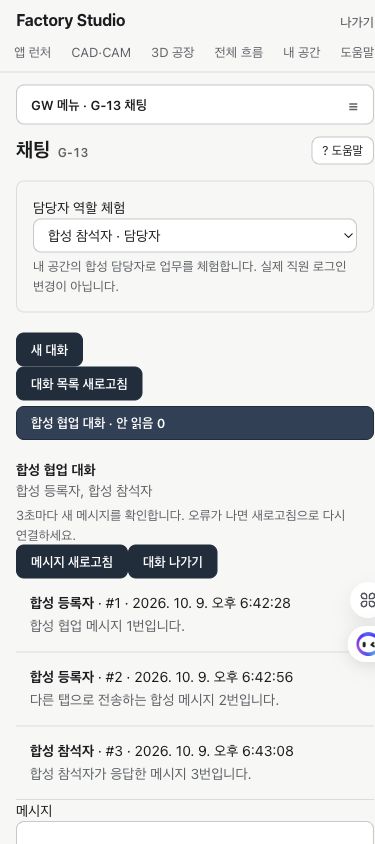 Factory Studio
나가기
앱 런처 CAD·CAM 3D 공장 전체 흐름 내 공간 도움말
GW 메뉴 · G-13 채팅 ≡
채팅 G-13
? 도움말
담당자 역할 체험
합성 참석자 · 담당자
내 공간의 합성 담당자로 업무를 체험합니다. 실제 직원 로그인
변경이 아닙니다.
새 대화
대화 목록 새로고침
합성 협업 대화 · 안 읽음 0
합성 협업 대화
합성 등록자, 합성 참석자
3초마다 새 메시지를 확인합니다. 오류가 나면 새로고침으로 다시
연결하세요.
메시지 새로고침 대화 나가기
합성 등록자 · #1 · 2026. 10. 9. 오후 6:42:28
합성 협업 메시지 1번입니다.
합성 등록자 · #2 · 2026. 10. 9. 오후 6:42:56
다른 탭으로 전송하는 합성 메시지 2번입니다.
합성 참석자 · #3 · 2026. 10. 9. 오후 6:43:08
합성 참석자가 응답한 메시지 3번입니다.
메시지